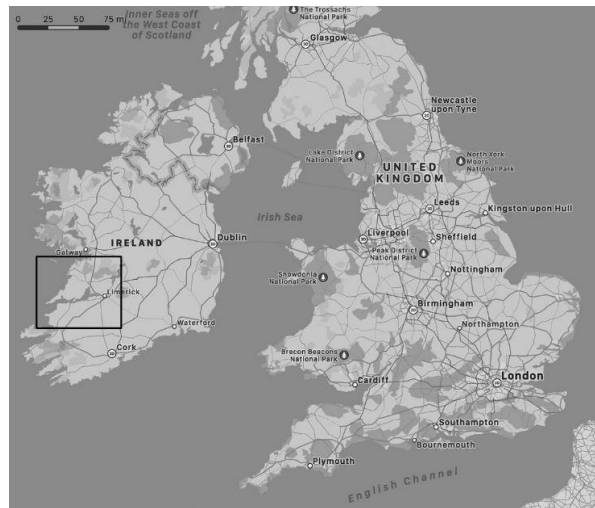 0 25 50 75 m
Inner Seas off
the West Coast
of Scotland
The Trossachs
National Park
Glasgow
Newcastle
upon Tyne
Belfast
Lake District
National Park
North York
Moors
National Park
UNITED
KINGDOM
Irish Sea
Leeds
Kingston upon Hull
IRELAND
Dublin
Liverpool
Sheffield
Galway
Peak District
National Park
Snowdonia
National Park
Nottingham
Limerick
Birmingham
Waterford
Northampton
Cork
Brecon Beacons
National Park
London
Cardiff
Southampton
Bournemouth
Plymouth
English Channel